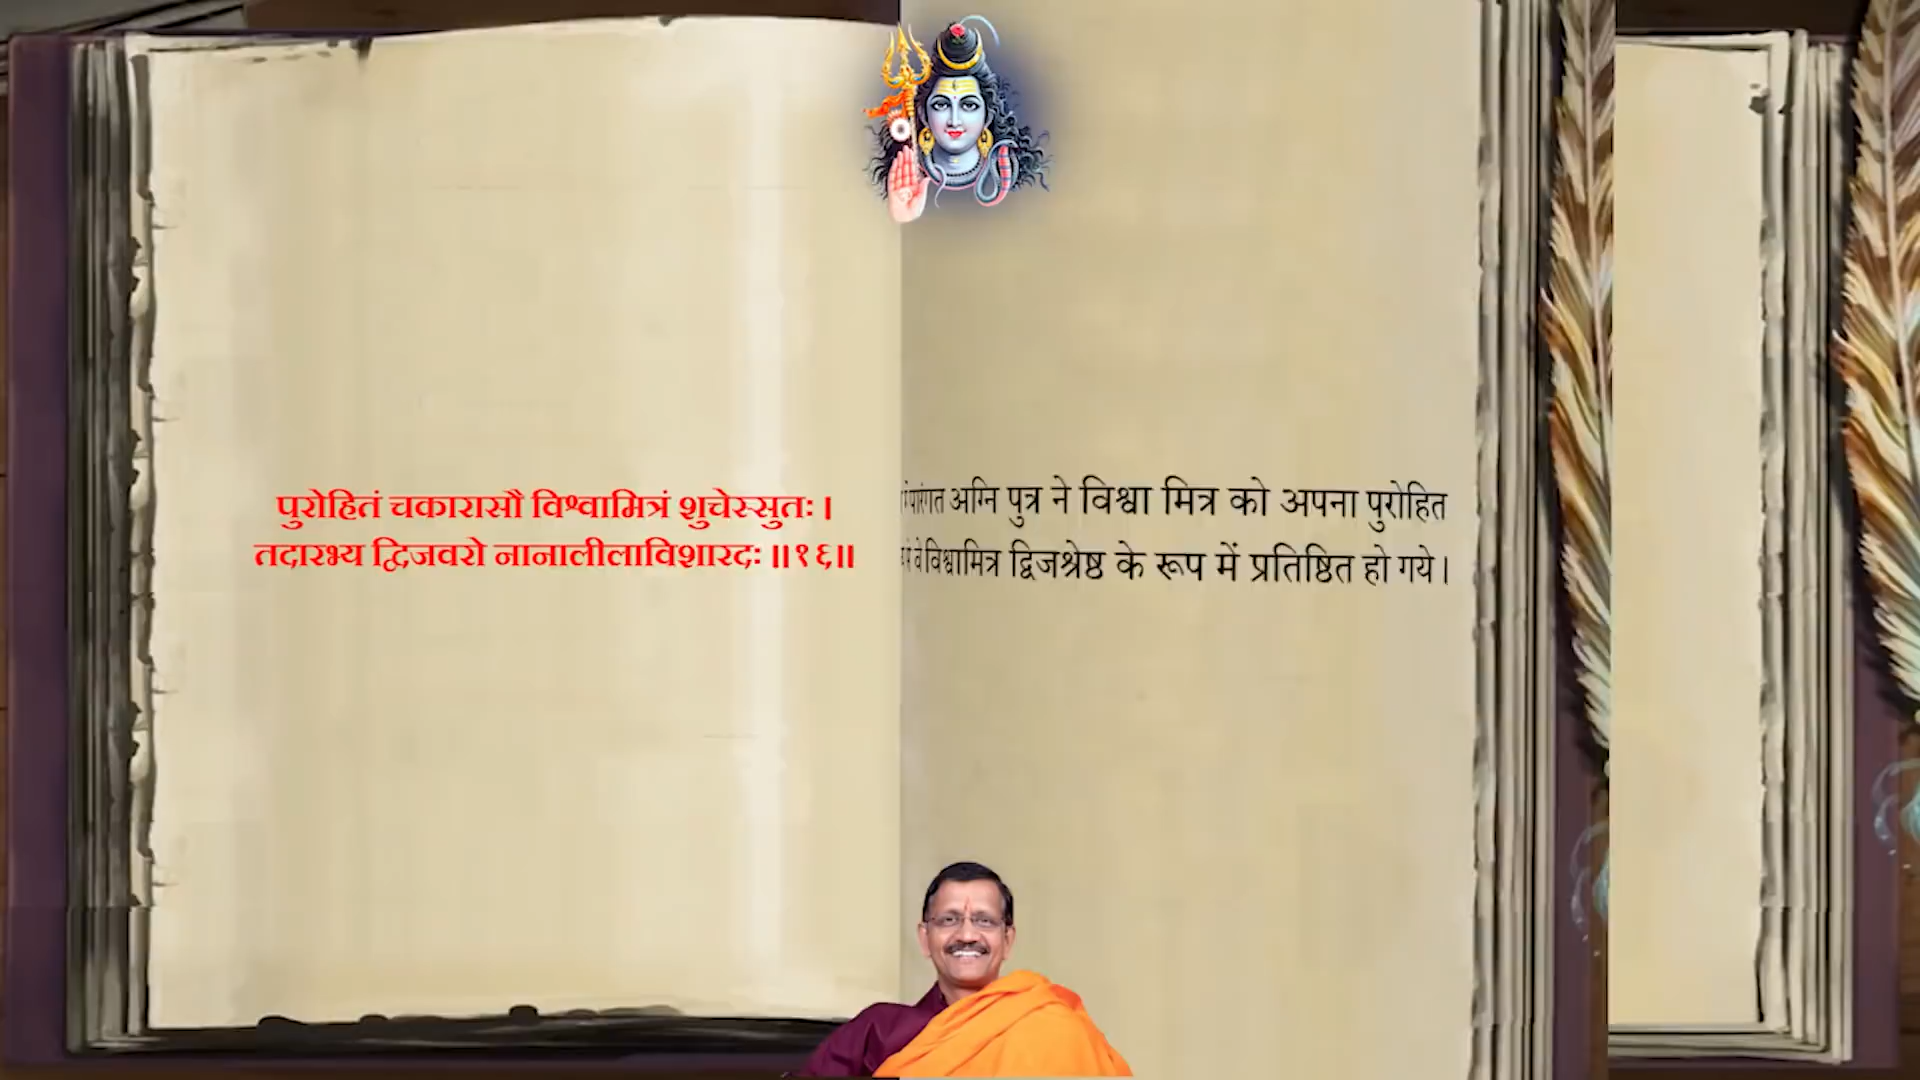 पुरोहितं चकारासौ विश्वामित्रं शुचेस्सुतः ।
तदारभ्य द्विजवरो नानालीलाविशारदः ॥१६॥
अग्नि पुत्र ने विश्वा मित्र को अपना पुरोहित
वे विश्वामित्र द्विजश्रेष्ठ के रूप में प्रतिष्ठित हो गये।